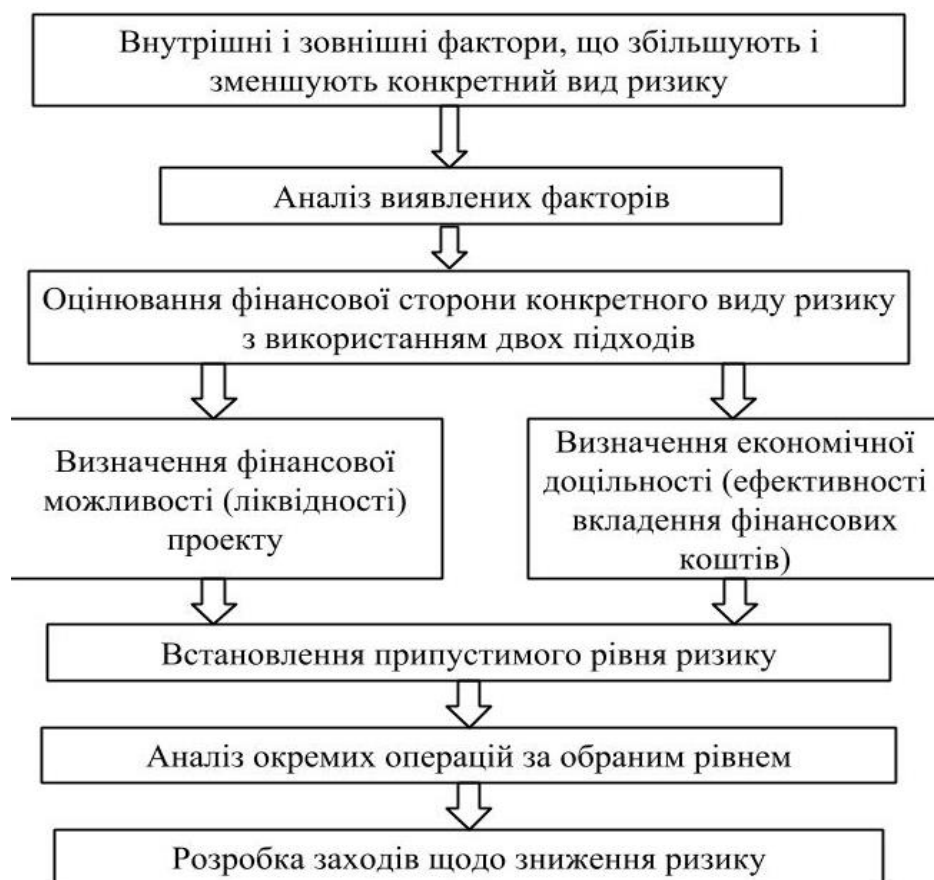 Внутрішні і зовнішні фактори, що збільшують і
зменшують конкретний вид ризику
Аналіз виявлених факторів
Оцінювання фінансової сторони конкретного виду ризику
з використанням двох підходів
Визначення фінансової
можливості (ліквідності)
проекту
Визначення економічної
доцільності (ефективності
вкладення фінансових
коштів)
Встановлення припустимого рівня ризику
Аналіз окремих операцій за обраним рівнем
Розробка заходів щодо зниження ризику